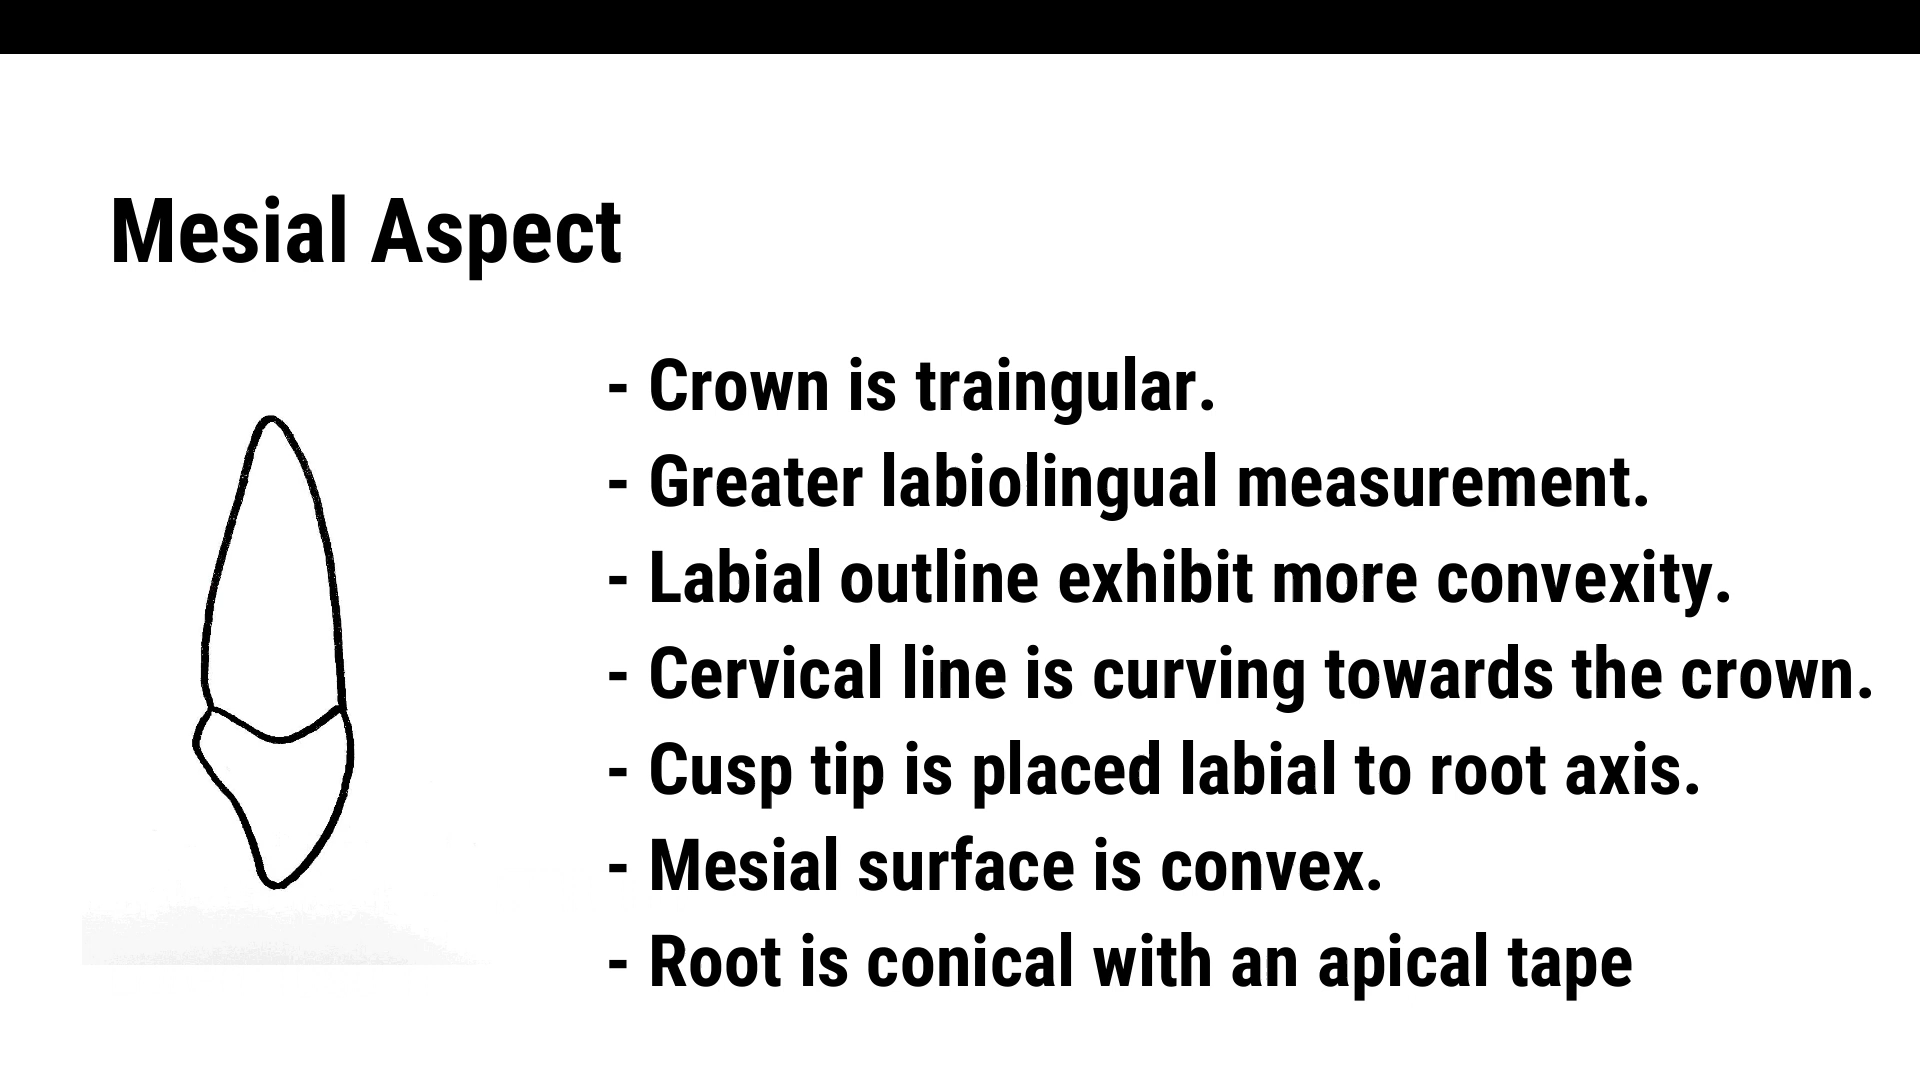 Mesial Aspect
- Crown is traingular.
- Greater labiolingual measurement.
- Labial outline exhibit more convexity.
- Cervical line is curving towards the crown.
- Cusp tip is placed labial to root axis.
- Mesial surface is convex.
- Root is conical with an apical tape